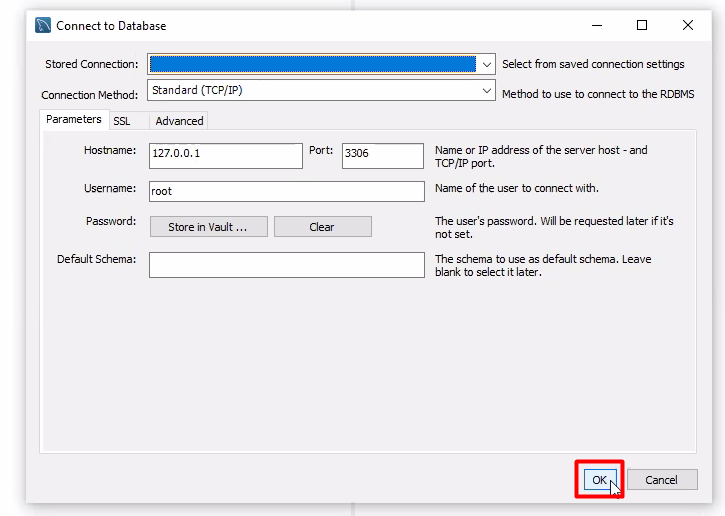 Connect to Database
Stored Connection: Select from saved connection settings
Connection Method: Standard (TCP/IP) Method to use to connect to the RDBMS
Parameters SSL Advanced
Hostname: 127.0.0.1 Port: 3306 Name or IP address of the server host - and
TCP/IP port.
Username: root Name of the user to connect with.
Password: Store in Vault ... Clear The user's password. Will be requested later if it's
not set.
Default Schema: The schema to use as default schema. Leave
blank to select it later.
OK Cancel